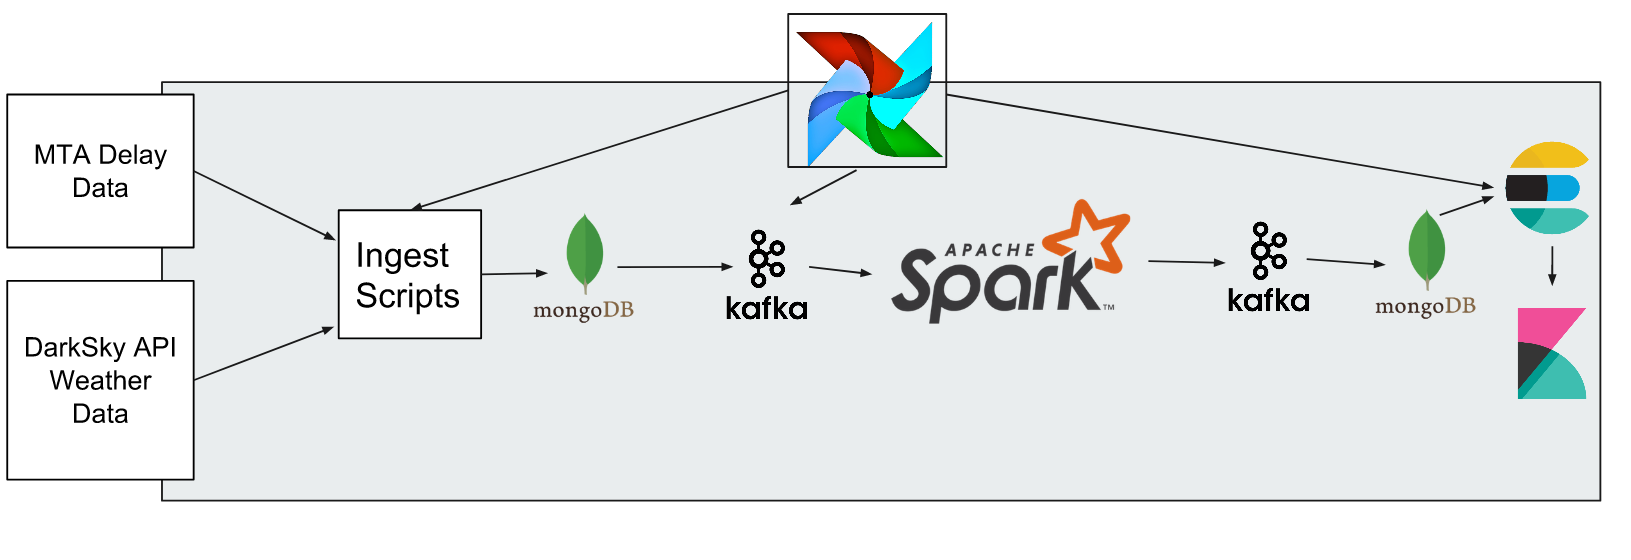 MTA Delay
Data
DarkSky API
Weather
Data
Ingest
Scripts
mongoDB
kafka
APACHE
Spark™
kafka
mongoDB